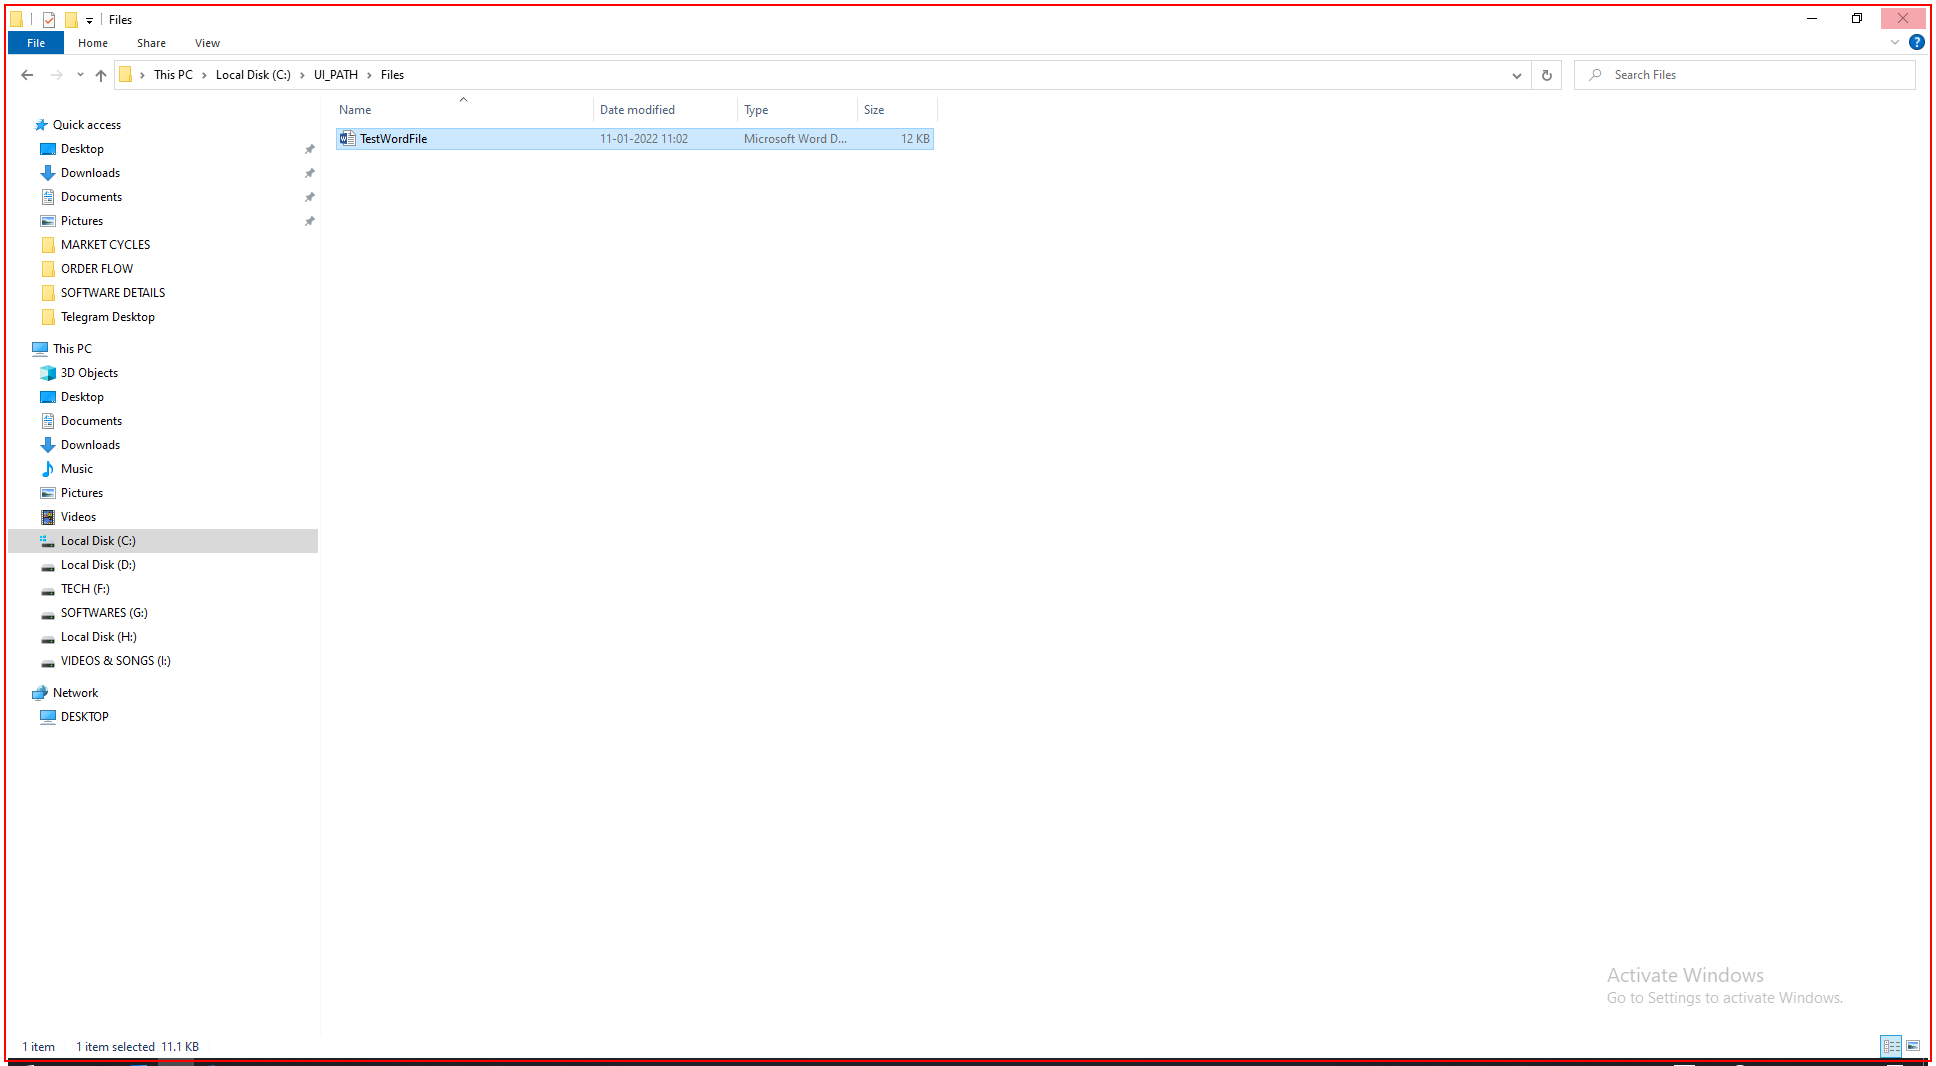 Files
File Home Share View
This PC Local Disk (C:) UI_PATH Files
Search Files
Name Date modified Type Size
TestWordFile 11-01-2022 11:02 Microsoft Word D... 12 KB
Quick access
Desktop
Downloads
Documents
Pictures
MARKET CYCLES
ORDER FLOW
SOFTWARE DETAILS
Telegram Desktop
This PC
3D Objects
Desktop
Documents
Downloads
Music
Pictures
Videos
Local Disk (C:)
Local Disk (D:)
TECH (F:)
SOFTWARES (G:)
Local Disk (H:)
VIDEOS & SONGS (I:)
Network
DESKTOP
Activate Windows
Go to Settings to activate Windows.
1 item 1 item selected 11.1 KB